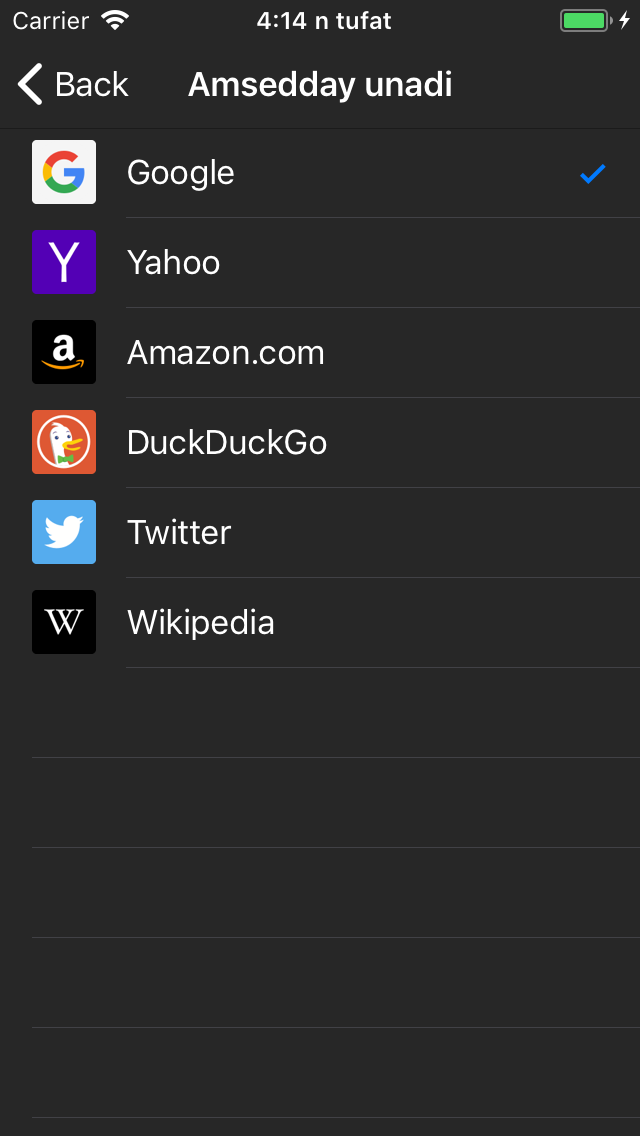 Carrier 4:14 n tufat
Back Amsedday unadi
Google
Yahoo
Amazon.com
DuckDuckGo
Twitter
Wikipedia